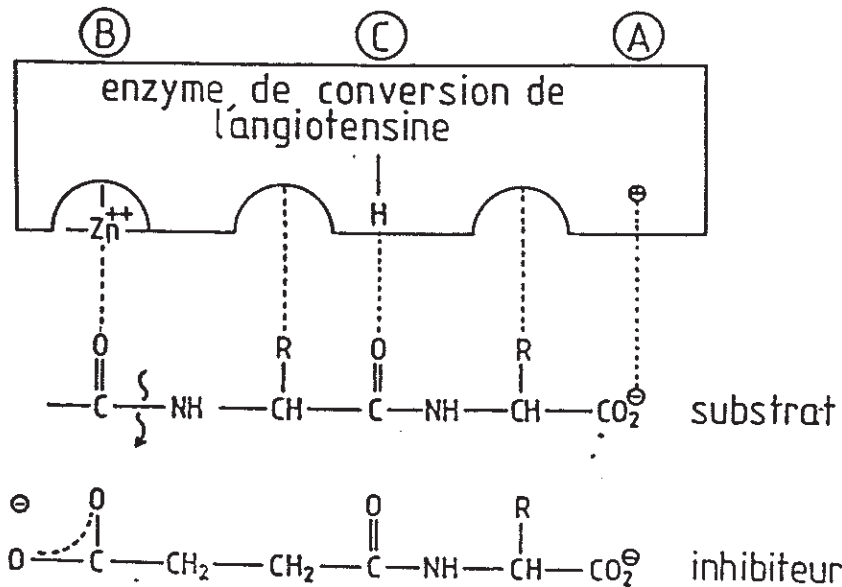 B C A
enzyme de conversion de
l'angiotensine
⊕
H
Zn++
O R O R
C NH CH C NH CH CO2⊖ substrat
⊖ O O R
O C CH2 CH2 C NH CH CO2⊖ inhibiteur